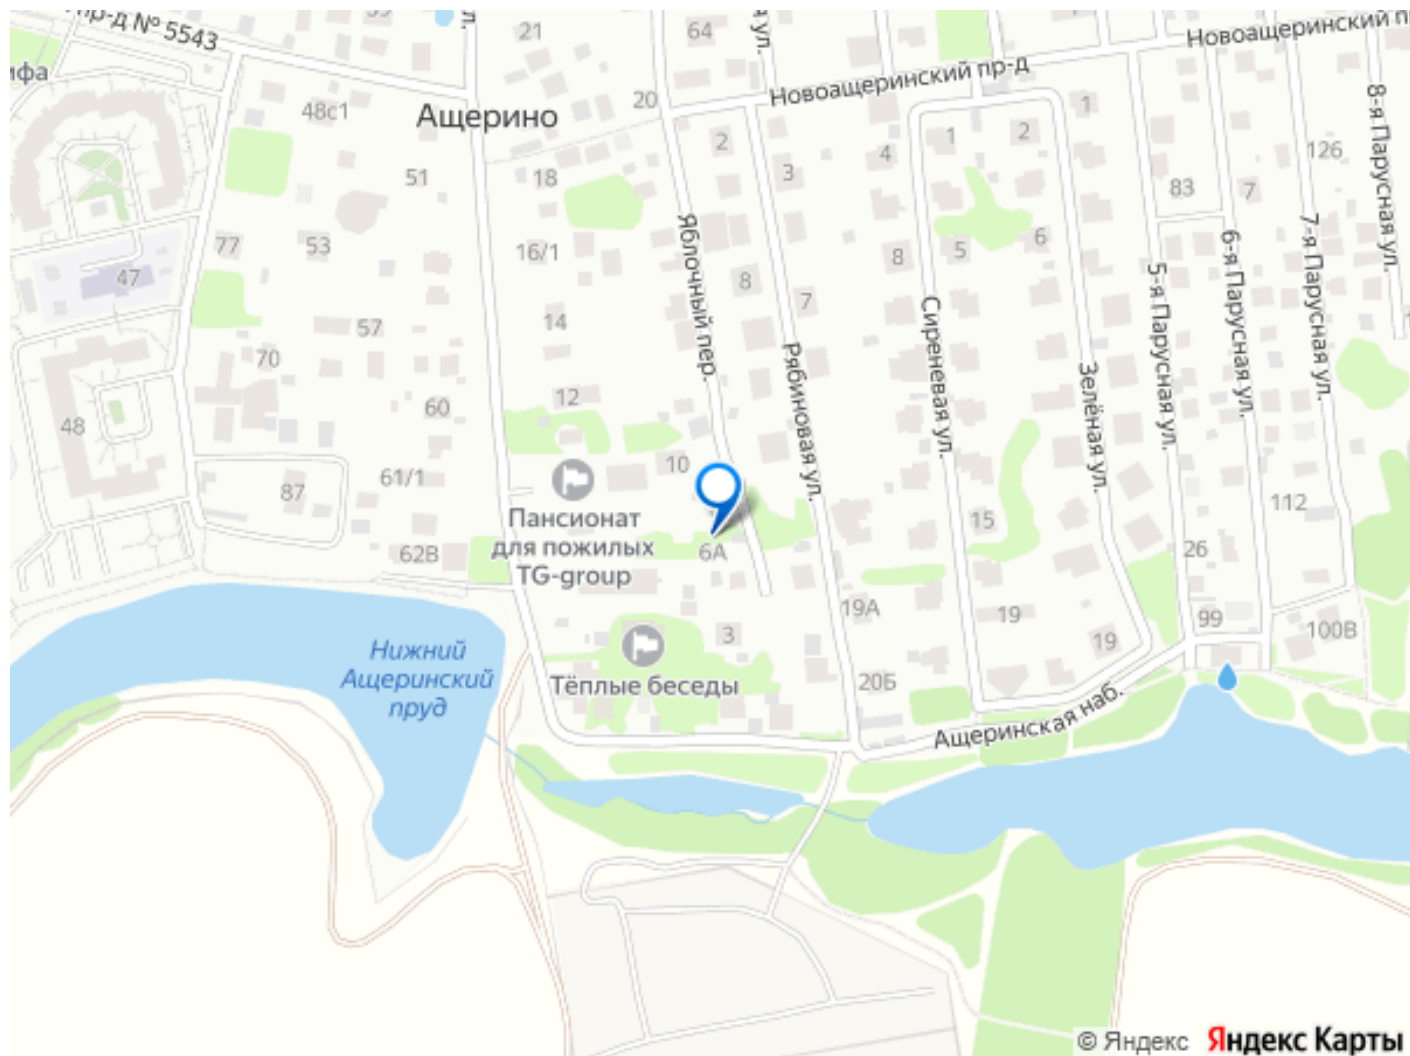 пр-д № 5543
59
ул.
21
64
я ул.
Новоащеринский п
ифа
48с1
Ащерино
20
Новоащеринский пр-д
8-я Парусная ул.
2
1
2
1
126
51
18
3
4
83
7
77
53
16/1
Яблочный пер.
8
5
6
6-я Парусная ул.
7-я Парусная ул.
47
8
7
5-я Парусная ул.
57
14
Сиреневая ул.
70
Рябиновая ул.
Зелёная ул.
60
12
48
61/1
10
87
112
Пансионат
для пожилых
TG-group
15
62В
6А
26
19А
19
99
100В
Нижний
Ащеринский
пруд
3
19
Тёплые беседы
20Б
Ащеринская наб.
© Яндекс Яндекс Карты